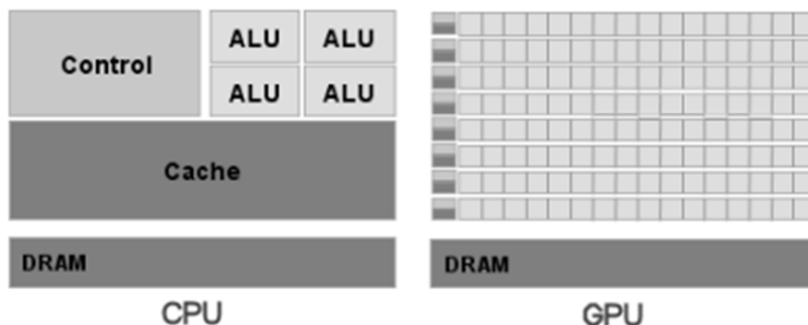 Control
ALU ALU
ALU ALU
Cache
DRAM
CPU
DRAM
GPU